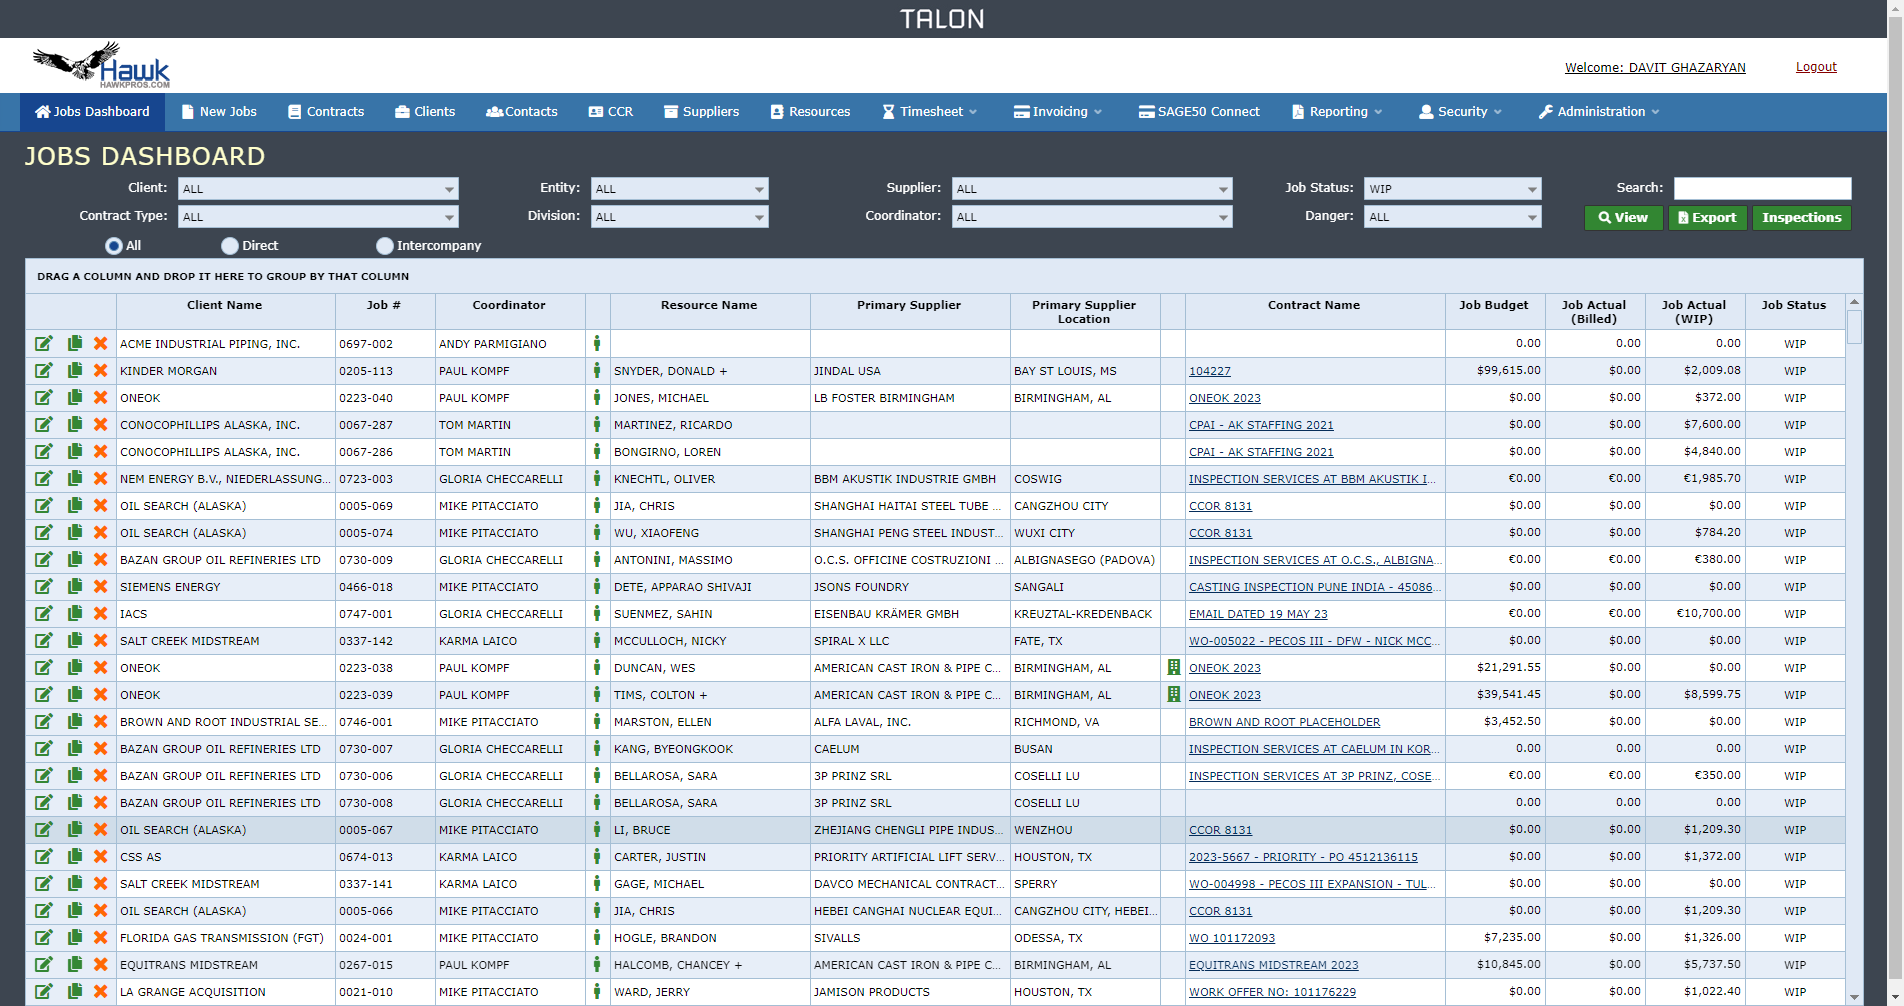 TALON
Hawk
HAWKPROS.COM
Welcome: DAVIT GHAZARYAN Logout
Jobs Dashboard New Jobs Contracts Clients Contacts CCR Suppliers Resources Timesheet Invoicing SAGE50 Connect Reporting Security Administration
JOBS DASHBOARD
Client: ALL Entity: ALL Supplier: ALL Job Status: WIP Search:
Contract Type: ALL Division: ALL Coordinator: ALL Danger: ALL View Export Inspections
All Direct Intercompany
DRAG A COLUMN AND DROP IT HERE TO GROUP BY THAT COLUMN
Client Name Job # Coordinator Resource Name Primary Supplier Primary Supplier Location Contract Name Job Budget Job Actual (Billed) Job Actual (WIP) Job Status
ACME INDUSTRIAL PIPING, INC. 0697-002 ANDY PARMIGIANO 0.00 0.00 0.00 WIP
KINDER MORGAN 0205-113 PAUL KOMPF SNYDER, DONALD + JINDAL USA BAY ST LOUIS, MS 104227 $99,615.00 $0.00 $2,009.08 WIP
ONEOK 0223-040 PAUL KOMPF JONES, MICHAEL LB FOSTER BIRMINGHAM BIRMINGHAM, AL ONEOK 2023 $0.00 $0.00 $372.00 WIP
CONOCOPHILLIPS ALASKA, INC. 0067-287 TOM MARTIN MARTINEZ, RICARDO CPAI - AK STAFFING 2021 $0.00 $0.00 $7,600.00 WIP
CONOCOPHILLIPS ALASKA, INC. 0067-286 TOM MARTIN BONGIRNO, LOREN CPAI - AK STAFFING 2021 $0.00 $0.00 $4,840.00 WIP
NEM ENERGY B.V., NIEDERLASSUNG... 0723-003 GLORIA CHECCARELLI KNECHTL, OLIVER BBM AKUSTIK INDUSTRIE GMBH COSWIG INSPECTION SERVICES AT BBM AKUSTIK I... €0.00 €0.00 €1,985.70 WIP
OIL SEARCH (ALASKA) 0005-069 MIKE PITACCIATO JIA, CHRIS SHANGHAI HAITAI STEEL TUBE ... CANGZHOU CITY CCOR 8131 $0.00 $0.00 $0.00 WIP
OIL SEARCH (ALASKA) 0005-074 MIKE PITACCIATO WU, XIAOFENG SHANGHAI PENG STEEL INDUST... WUXI CITY CCOR 8131 $0.00 $0.00 $784.20 WIP
BAZAN GROUP OIL REFINERIES LTD 0730-009 GLORIA CHECCARELLI ANTONINI, MASSIMO O.C.S. OFFICINE COSTRUZIONI ... ALBIGNASEGO (PADOVA) INSPECTION SERVICES AT O.C.S., ALBIGNA... €0.00 €0.00 €380.00 WIP
SIEMENS ENERGY 0466-018 MIKE PITACCIATO DETE, APPARAO SHIVAJI JSONS FOUNDRY SANGALI CASTING INSPECTION PUNE INDIA - 45086... $0.00 $0.00 $0.00 WIP
IACS 0747-001 GLORIA CHECCARELLI SUENMEZ, SAHIN EISENBAU KRÄMER GMBH KREUZTAL-KREDENBACK EMAIL DATED 19 MAY 23 €0.00 €0.00 €10,700.00 WIP
SALT CREEK MIDSTREAM 0337-142 KARMA LAICO MCCULLOCH, NICKY SPIRAL X LLC FATE, TX WO-005022 - PECOS III - DFW - NICK MCC... $0.00 $0.00 $0.00 WIP
ONEOK 0223-038 PAUL KOMPF DUNCAN, WES AMERICAN CAST IRON & PIPE C... BIRMINGHAM, AL ONEOK 2023 $21,291.55 $0.00 $0.00 WIP
ONEOK 0223-039 PAUL KOMPF TIMS, COLTON + AMERICAN CAST IRON & PIPE C... BIRMINGHAM, AL ONEOK 2023 $39,541.45 $0.00 $8,599.75 WIP
BROWN AND ROOT INDUSTRIAL SE... 0746-001 MIKE PITACCIATO MARSTON, ELLEN ALFA LAVAL, INC. RICHMOND, VA BROWN AND ROOT PLACEHOLDER $3,452.50 $0.00 $0.00 WIP
BAZAN GROUP OIL REFINERIES LTD 0730-007 GLORIA CHECCARELLI KANG, BYEONGKOOK CAELUM BUSAN INSPECTION SERVICES AT CAELUM IN KOR... 0.00 0.00 0.00 WIP
BAZAN GROUP OIL REFINERIES LTD 0730-006 GLORIA CHECCARELLI BELLAROSA, SARA 3P PRINZ SRL COSELLI LU INSPECTION SERVICES AT 3P PRINZ, COSE... €0.00 €0.00 €350.00 WIP
BAZAN GROUP OIL REFINERIES LTD 0730-008 GLORIA CHECCARELLI BELLAROSA, SARA 3P PRINZ SRL COSELLI LU 0.00 0.00 0.00 WIP
OIL SEARCH (ALASKA) 0005-067 MIKE PITACCIATO LI, BRUCE ZHEJIANG CHENGLI PIPE INDUS... WENZHOU CCOR 8131 $0.00 $0.00 $1,209.30 WIP
CSS AS 0674-013 KARMA LAICO CARTER, JUSTIN PRIORITY ARTIFICIAL LIFT SERV... HOUSTON, TX 2023-5667 - PRIORITY - PO 4512136115 $0.00 $0.00 $1,372.00 WIP
SALT CREEK MIDSTREAM 0337-141 KARMA LAICO GAGE, MICHAEL DAVCO MECHANICAL CONTRACT... SPERRY WO-004998 - PECOS III EXPANSION - TUL... $0.00 $0.00 $0.00 WIP
OIL SEARCH (ALASKA) 0005-066 MIKE PITACCIATO JIA, CHRIS HEBEI CANGHAI NUCLEAR EQUI... CANGZHOU CITY, HEBEI... CCOR 8131 $0.00 $0.00 $1,209.30 WIP
FLORIDA GAS TRANSMISSION (FGT) 0024-001 MIKE PITACCIATO HOGLE, BRANDON SIVALLS ODESSA, TX WO 101172093 $7,235.00 $0.00 $1,326.00 WIP
EQUITRANS MIDSTREAM 0267-015 PAUL KOMPF HALCOMB, CHANCEY + AMERICAN CAST IRON & PIPE C... BIRMINGHAM, AL EQUITRANS MIDSTREAM 2023 $10,845.00 $0.00 $5,737.50 WIP
LA GRANGE ACQUISITION 0021-010 MIKE PITACCIATO WARD, JERRY JAMISON PRODUCTS HOUSTON, TX WORK OFFER NO: 101176229 $0.00 $0.00 $1,022.40 WIP